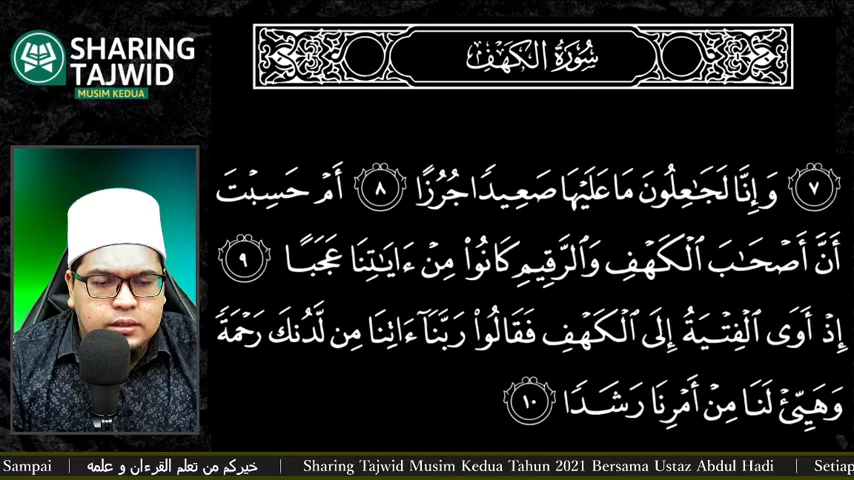 SHARING
TAJWID
MUSIM KEDUA
سُورَةُ الكَهْفِ
٧ وَإِنَّا لَجَٰعِلُونَ مَا عَلَيْهَا صَعِيدًا جُرُزًا ٨ أَمْ حَسِبْتَ
أَنَّ أَصْحَٰبَ ٱلْكَهْفِ وَٱلرَّقِيمِ كَانُوا۟ مِنْ ءَايَٰتِنَا عَجَبًا ٩
إِذْ أَوَى ٱلْفِتْيَةُ إِلَى ٱلْكَهْفِ فَقَالُوا۟ رَبَّنَآ ءَاتِنَا مِن لَّدُنكَ رَحْمَةً
وَهَيِّئْ لَنَا مِنْ أَمْرِنَا رَشَدًا ١٠
Sampai | خيركم من تعلم القرءان و علمه | Sharing Tajwid Musim Kedua Tahun 2021 Bersama Ustaz Abdul Hadi | Setiap